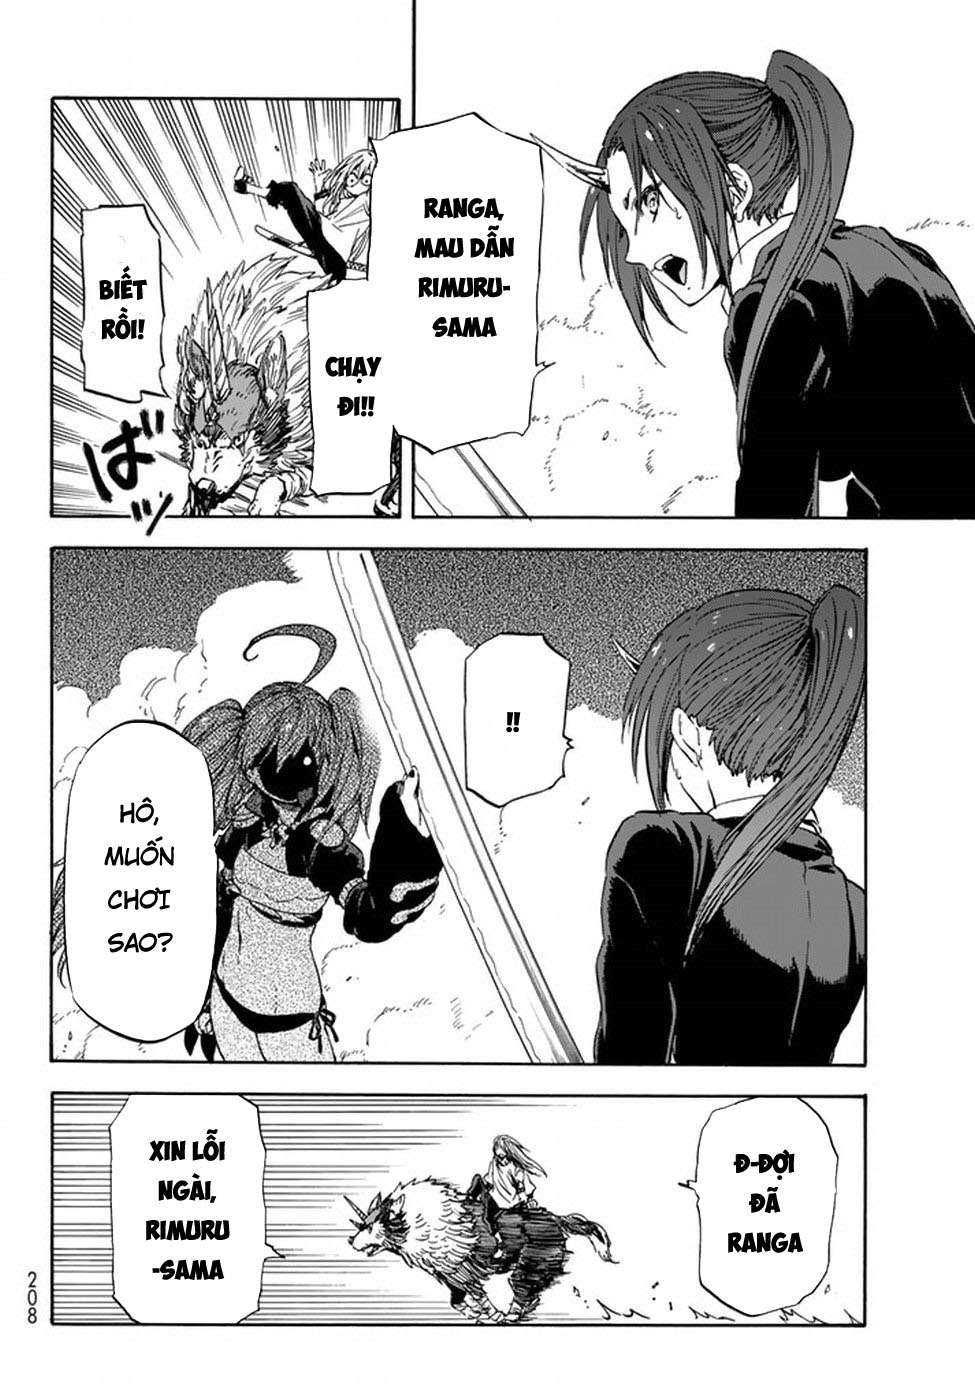 RANGA,
MAU DẪN
RIMURU-
SAMA
CHẠY
ĐI!!
BIẾT
RỒI!
ばッ
!!
HÔ,
MUỐN
CHƠI
SAO?
Đ-ĐỢI
ĐÃ
RANGA
XIN LỖI
NGÀI,
RIMURU
-SAMA
208